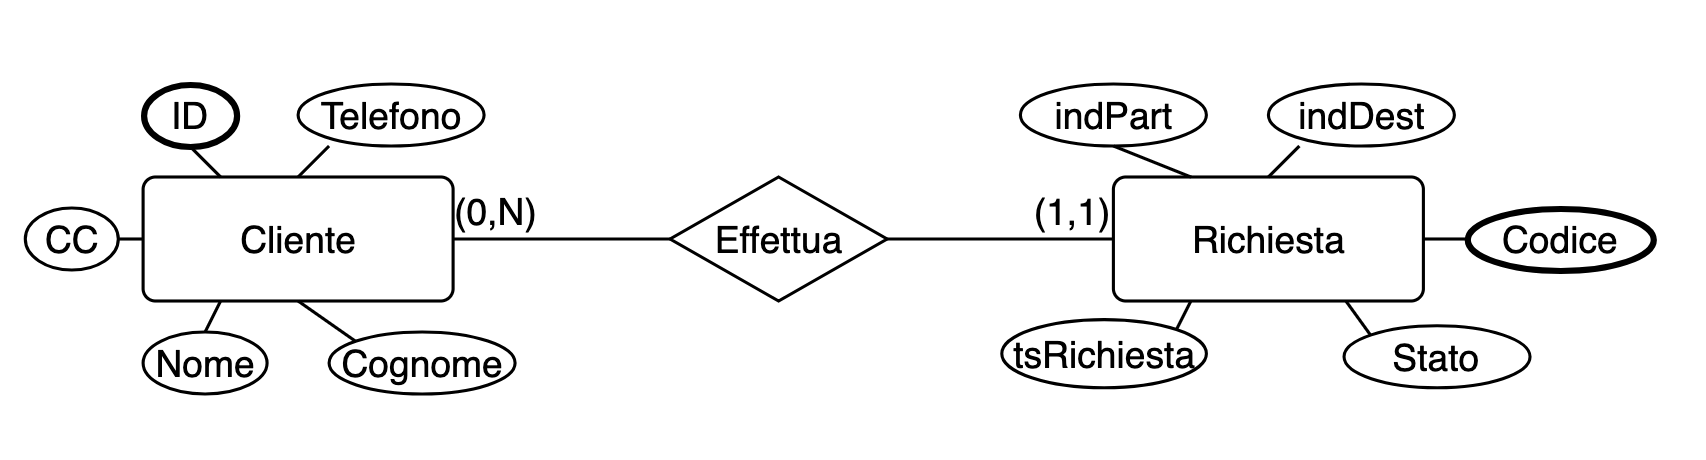 ID
Telefono
indPart
indDest
(0,N)
(1,1)
CC
Cliente
Effettua
Richiesta
Codice
Nome
Cognome
tsRichiesta
Stato